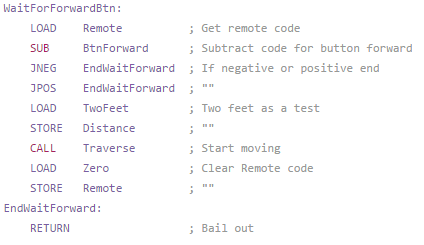 WaitForForwardBtn:
LOAD Remote ; Get remote code
SUB BtnForward ; Subtract code for button forward
JNEG EndWaitForward ; If negative or positive end
JPOS EndWaitForward ; ""
LOAD TwoFeet ; Two feet as a test
STORE Distance ; ""
CALL Traverse ; Start moving
LOAD Zero ; Clear Remote code
STORE Remote ; ""
EndWaitForward:
RETURN ; Bail out